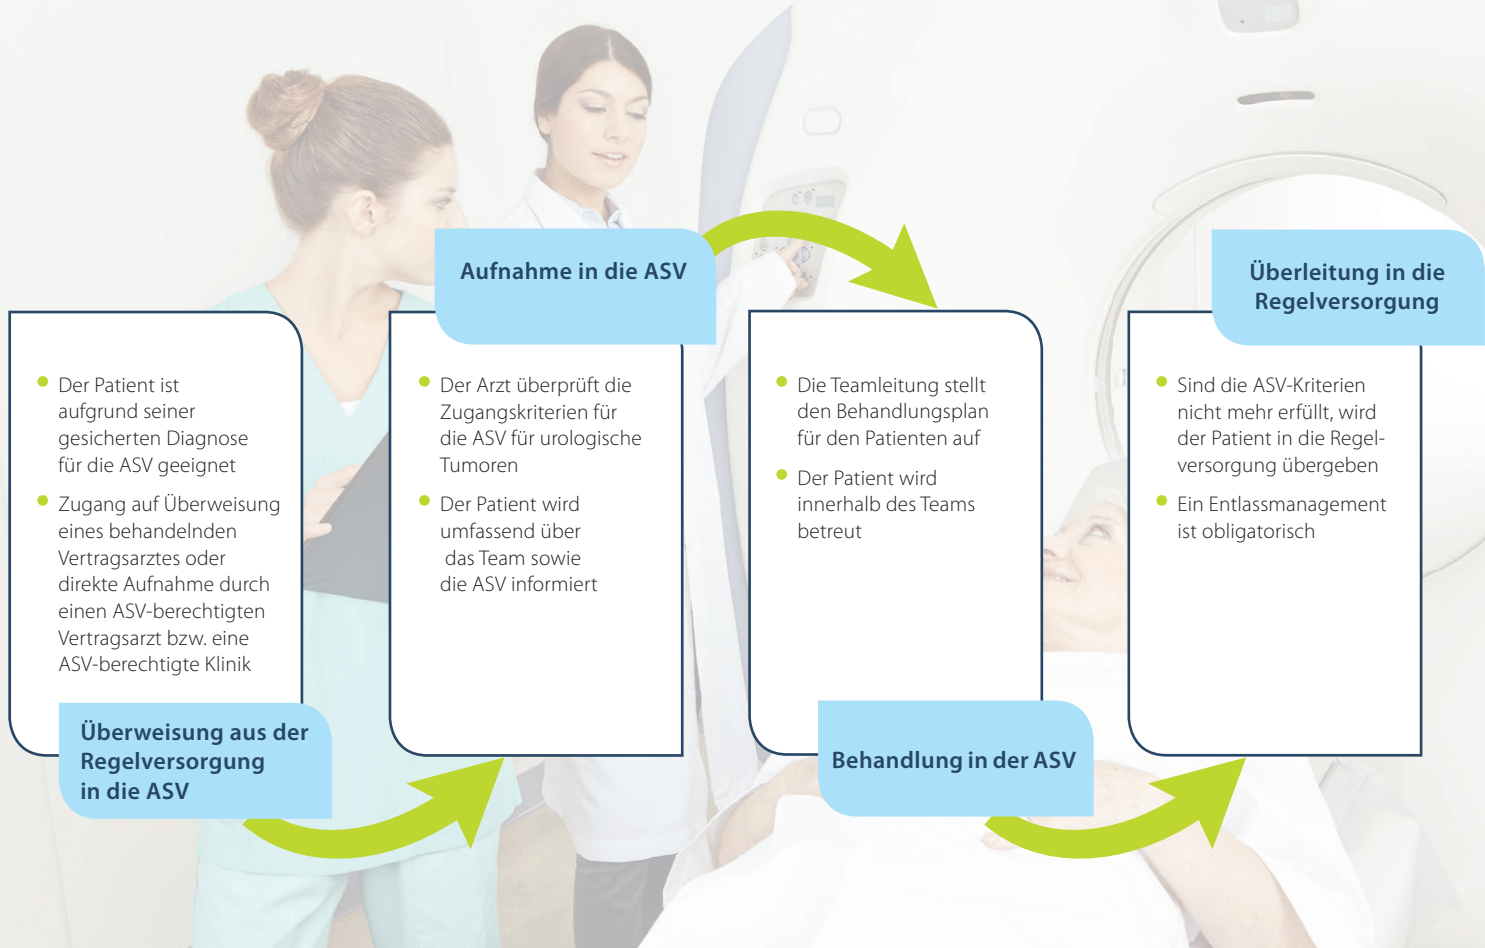 Der Patient ist
aufgrund seiner
gesicherten Diagnose
für die ASV geeignet
Zugang auf Überweisung
eines behandelnden
Vertragsarztes oder
direkte Aufnahme durch
einen ASV-berechtigten
Vertragsarzt bzw. eine
ASV-berechtigte Klinik
Überweisung aus der
Regelversorgung
in die ASV
Aufnahme in die ASV
Der Arzt überprüft die
Zugangskriterien für
die ASV für urologische
Tumoren
Der Patient wird
umfassend über
das Team sowie
die ASV informiert
Die Teamleitung stellt
den Behandlungsplan
für den Patienten auf
Der Patient wird
innerhalb des Teams
betreut
Behandlung in der ASV
Überleitung in die
Regelversorgung
Sind die ASV-Kriterien
nicht mehr erfüllt, wird
der Patient in die Regel-
versorgung übergeben
Ein Entlassmanagement
ist obligatorisch